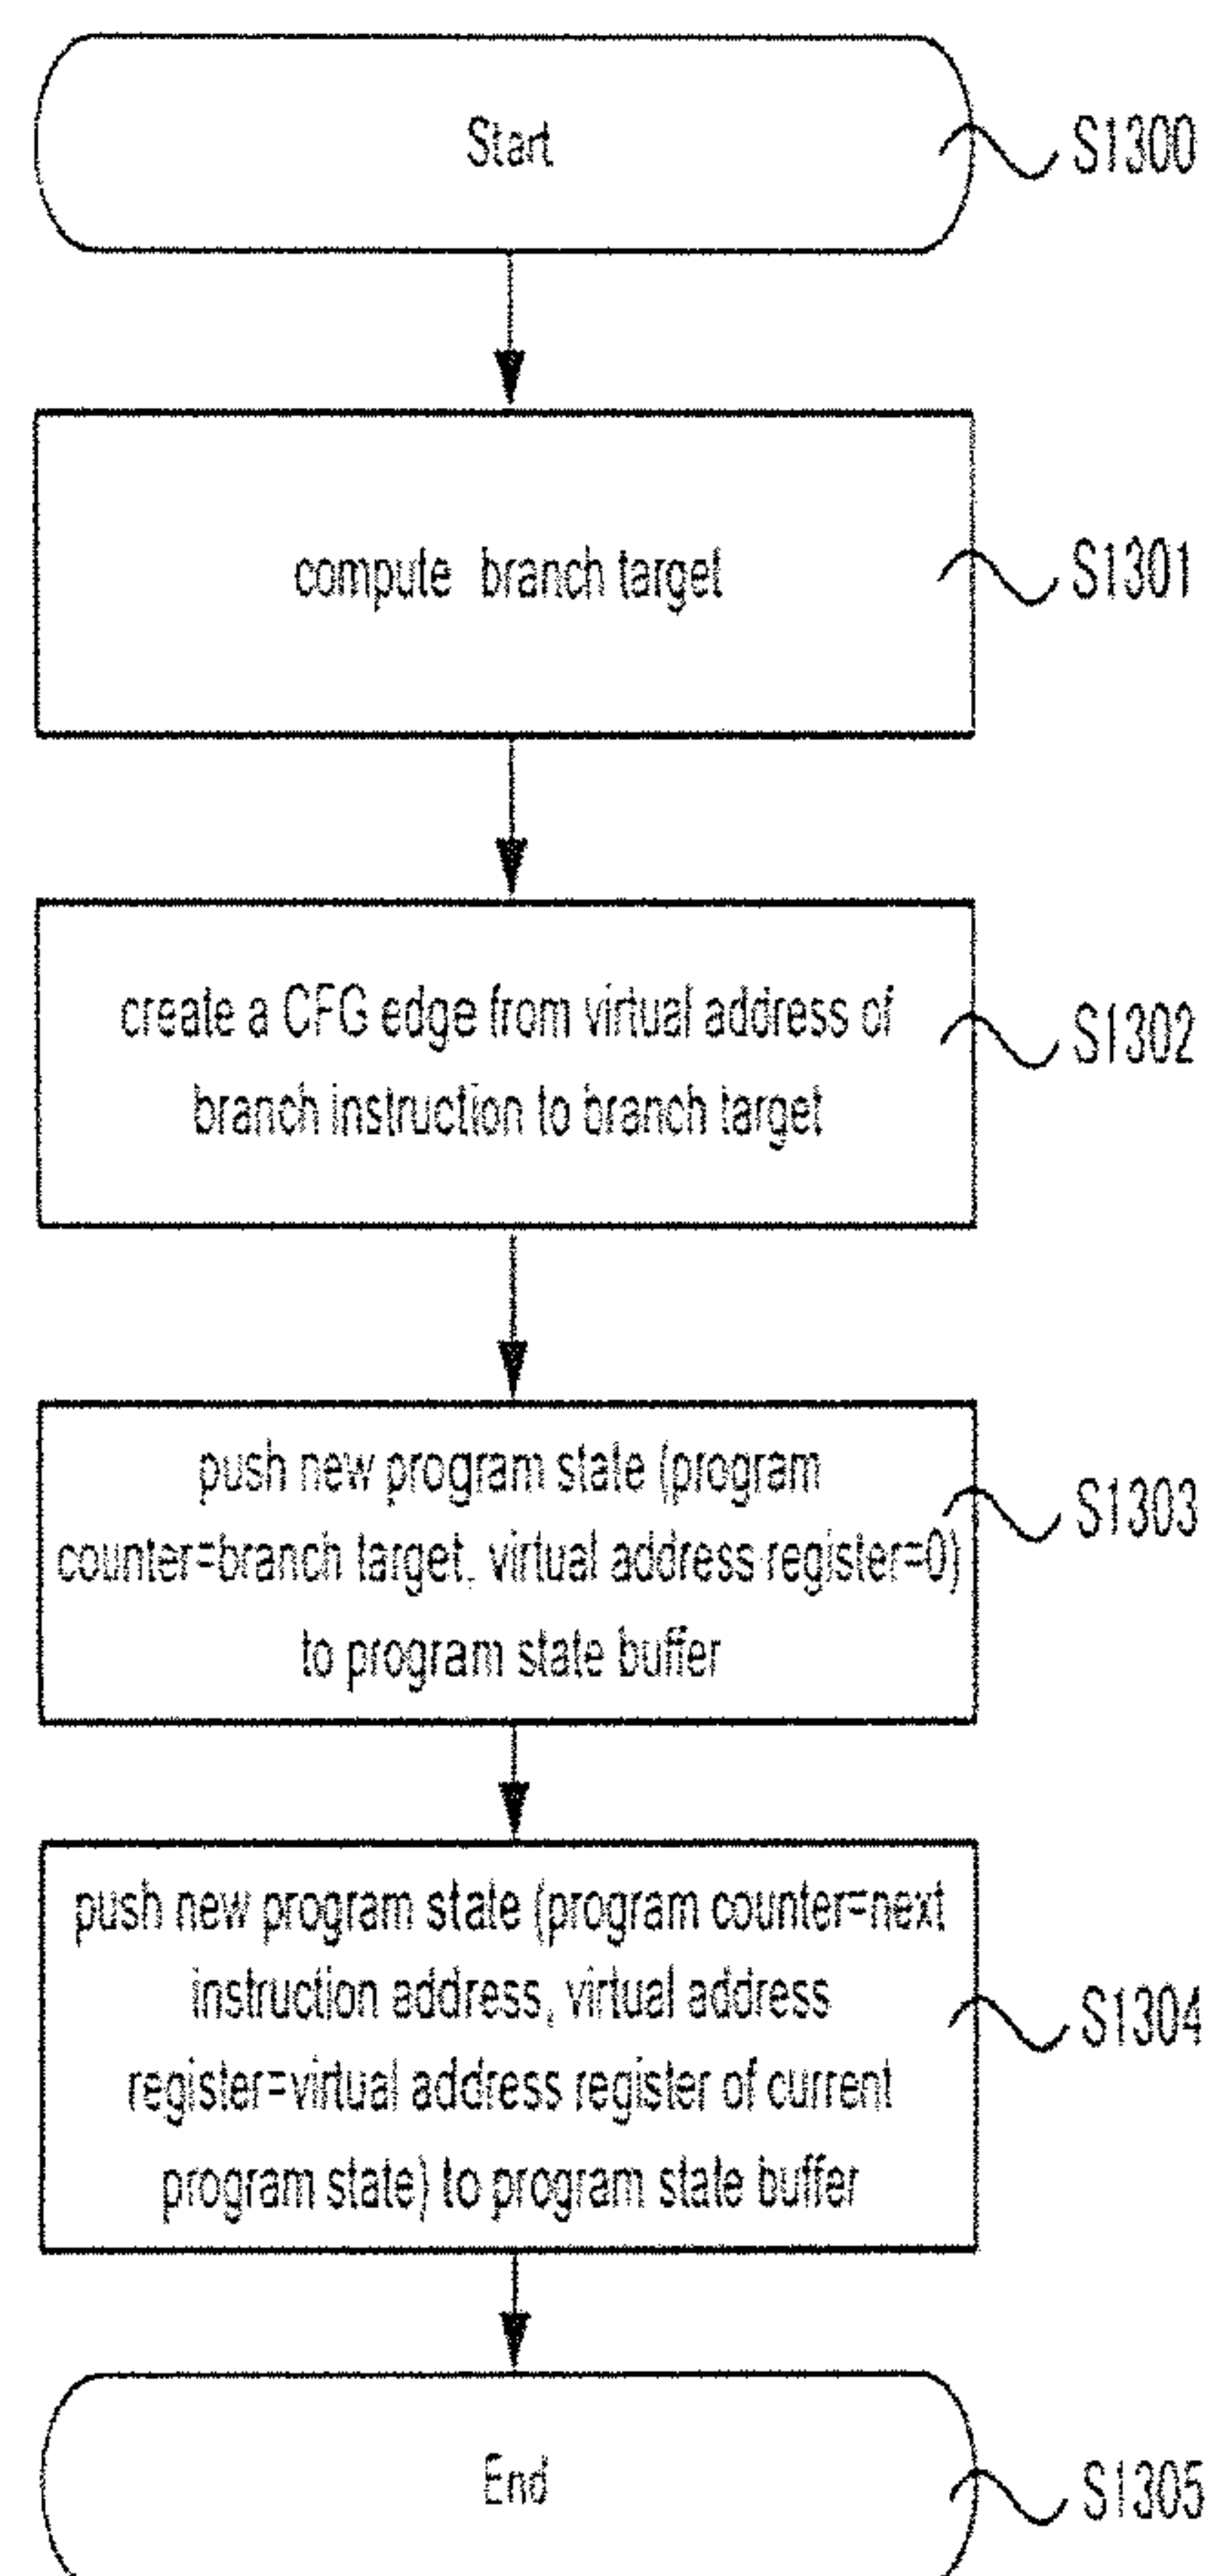 Start
S1300
compute branch target
S1301
create a CFG edge from virtual address of
branch instruction to branch target
S1302
push new program state (program
counter=branch target, virtual address register=0)
to program state buffer
S1303
push new program state (program counter=next
instruction address, virtual address
register=virtual address register of current
program state) to program state buffer
S1304
End
S1305